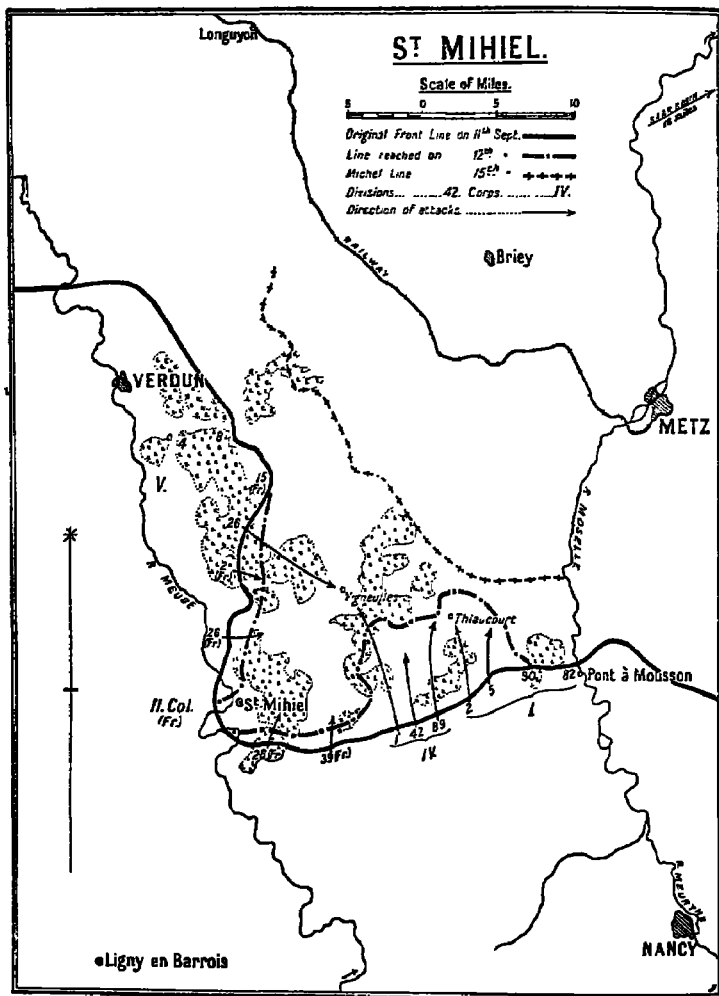 Longuyon
ST MIHIEL.
Scale of Miles.
5 0 5 10
Original Front Line on 11th Sept.
Line reached on 12th "
Michel Line 15th "
Divisions... 42. Corps. IV.
Direction of attacks
RAILWAY
Briey
VERDUN
METZ
4 8
V.
15
(Fr)
26
R. MEUSE
R. MOSELLE
Vigneulles
Thiaucourt
26
(Fr)
II. Col.
(Fr)
St Mihiel
39 (Fr)
1 42 89
IV.
2 5
90 82
I.
Pont à Mousson
R. MEURTHE
NANCY
Ligny en Barrois